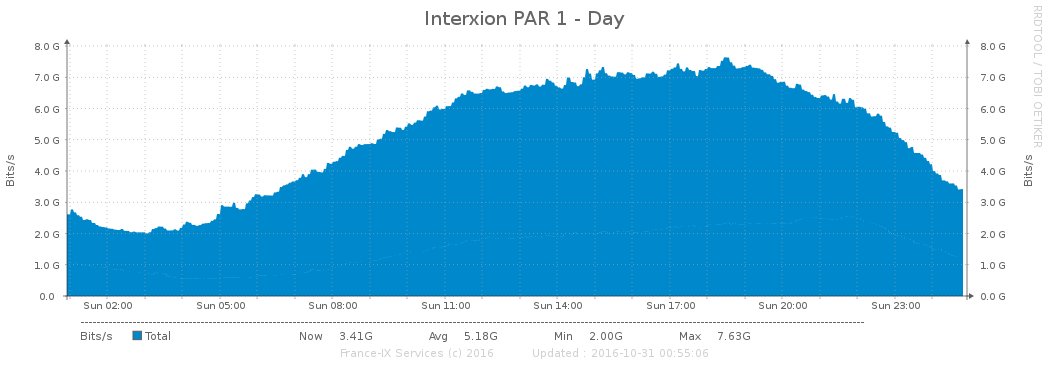 Interxion PAR 1 - Day
RRDTOOL / TOBI OETIKER
Bits/s
8.0 G
7.0 G
6.0 G
5.0 G
4.0 G
3.0 G
2.0 G
1.0 G
0.0
8.0 G
7.0 G
6.0 G
5.0 G
4.0 G
3.0 G
2.0 G
1.0 G
0.0 G
Bits/s
Sun 02:00 Sun 05:00 Sun 08:00 Sun 11:00 Sun 14:00 Sun 17:00 Sun 20:00 Sun 23:00
Bits/s Total Now 3.41G Avg 5.18G Min 2.00G Max 7.63G
France-IX Services (c) 2016 Updated : 2016-10-31 00:55:06